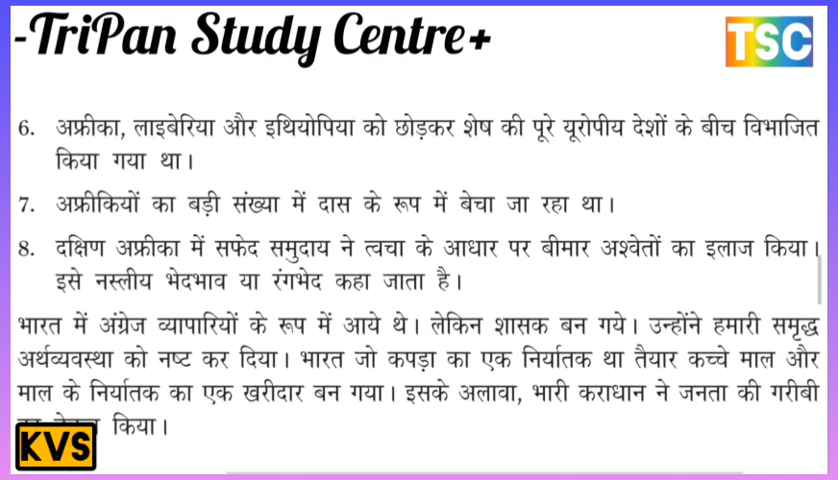 -TriPan Study Centre+
TSC
6. अफ्रीका, लाइबेरिया और इथियोपिया को छोड़कर शेष की पूरे यूरोपीय देशों के बीच विभाजित
किया गया था।
7. अफ्रीकियों का बड़ी संख्या में दास के रूप में बेचा जा रहा था।
8. दक्षिण अफ्रीका में सफेद समुदाय ने त्वचा के आधार पर बीमार अश्वेतों का इलाज किया।
इसे नस्लीय भेदभाव या रंगभेद कहा जाता है।
भारत में अंग्रेज व्यापारियों के रूप में आये थे। लेकिन शासक बन गये। उन्होंने हमारी समृद्ध
अर्थव्यवस्था को नष्ट कर दिया। भारत जो कपड़ा का एक निर्यातक था तैयार कच्चे माल और
माल के निर्यातक का एक खरीदार बन गया। इसके अलावा, भारी कराधान ने जनता की गरीबी
किया।
KVS